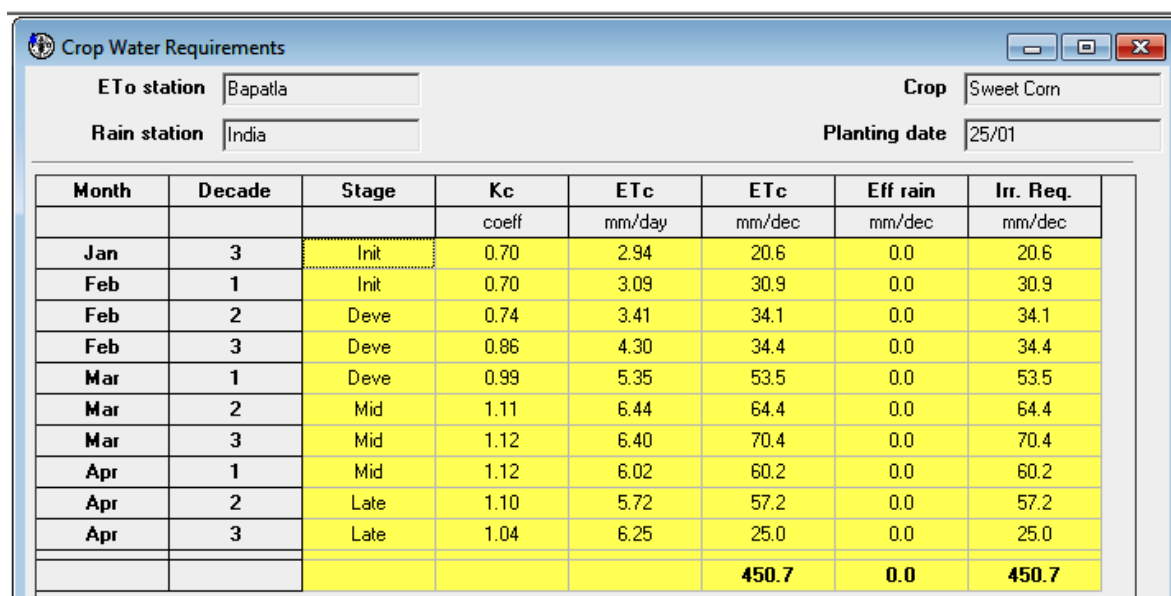 Crop Water Requirements
ETo station Bapatla Crop Sweet Corn
Rain station India Planting date 25/01
Month Decade Stage Kc ETc ETc Eff rain Irr. Req.
coeff mm/day mm/dec mm/dec mm/dec
Jan 3 Init 0.70 2.94 20.6 0.0 20.6
Feb 1 Init 0.70 3.09 30.9 0.0 30.9
Feb 2 Deve 0.74 3.41 34.1 0.0 34.1
Feb 3 Deve 0.86 4.30 34.4 0.0 34.4
Mar 1 Deve 0.99 5.35 53.5 0.0 53.5
Mar 2 Mid 1.11 6.44 64.4 0.0 64.4
Mar 3 Mid 1.12 6.40 70.4 0.0 70.4
Apr 1 Mid 1.12 6.02 60.2 0.0 60.2
Apr 2 Late 1.10 5.72 57.2 0.0 57.2
Apr 3 Late 1.04 6.25 25.0 0.0 25.0
450.7 0.0 450.7